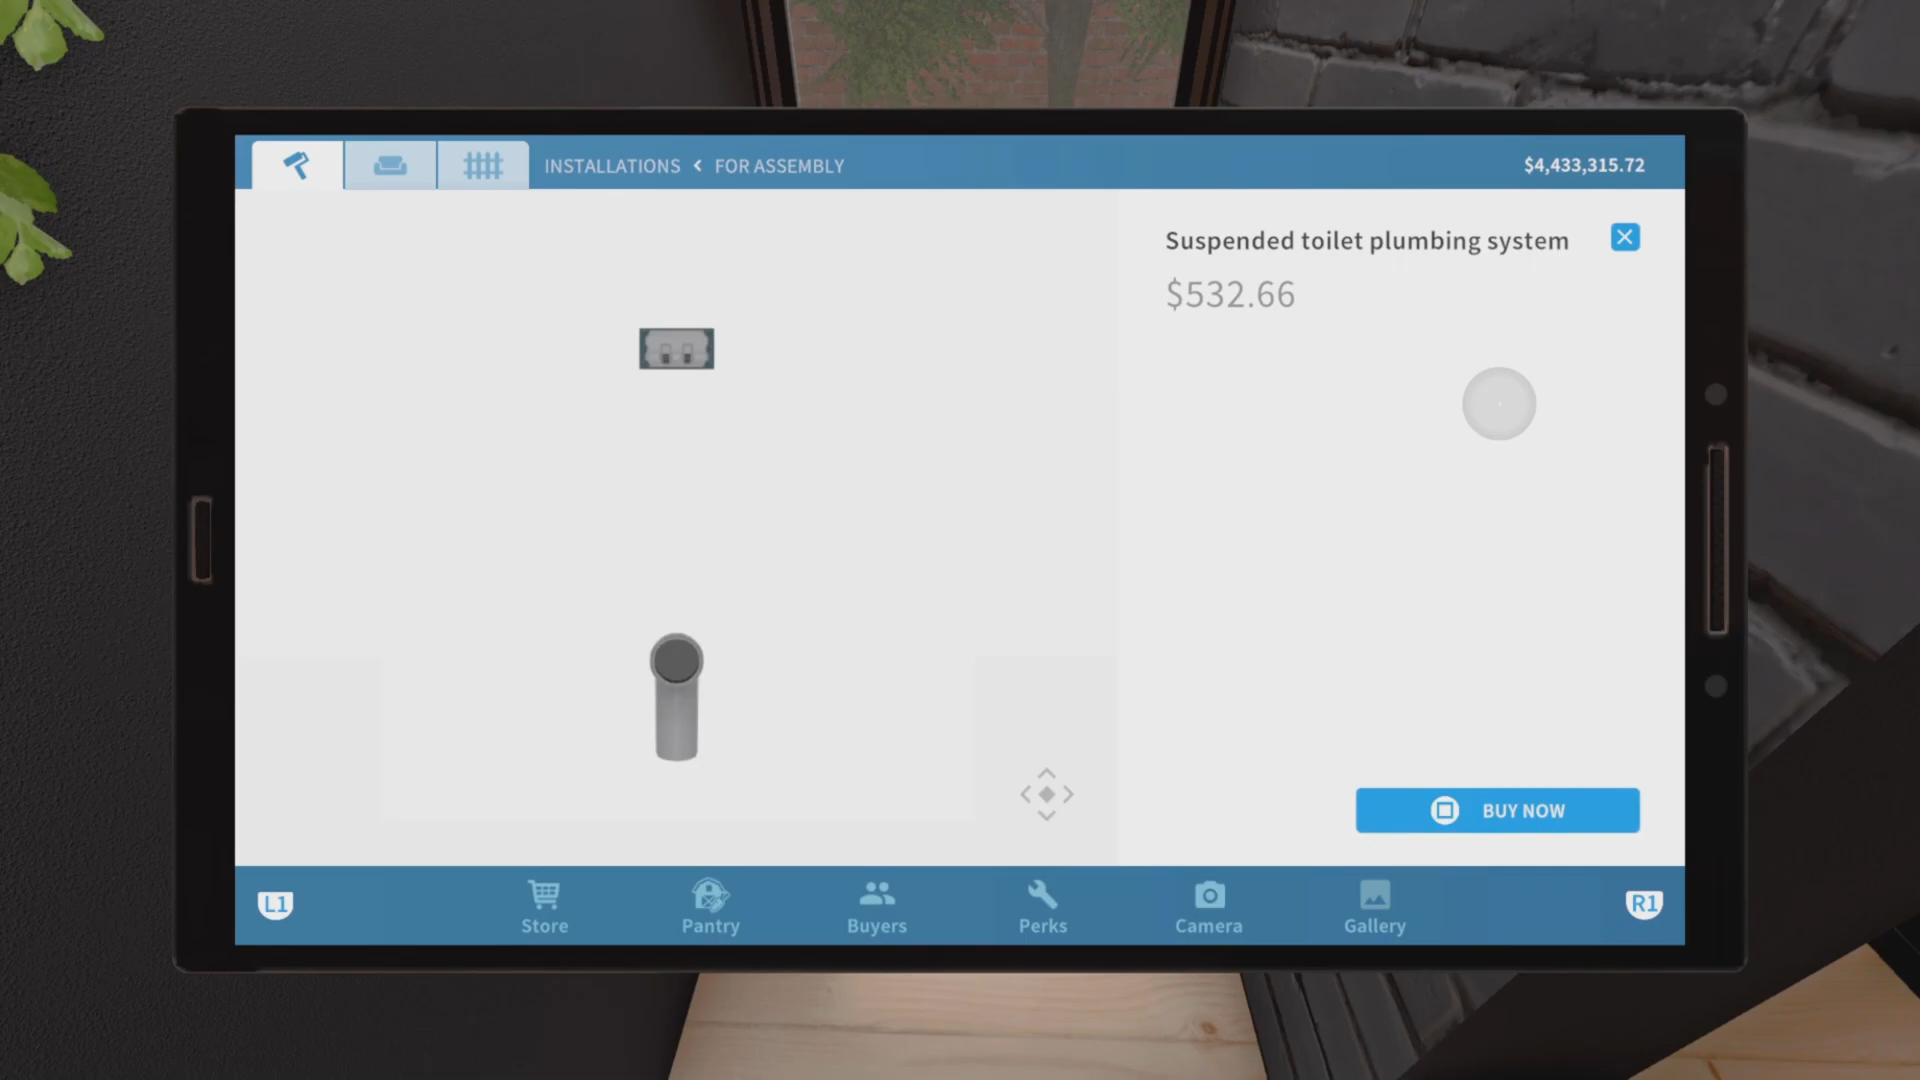 INSTALLATIONS < FOR ASSEMBLY
$4,433,315.72
Suspended toilet plumbing system
$532.66
BUY NOW
L1
Store
Pantry
Buyers
Perks
Camera
Gallery
R1